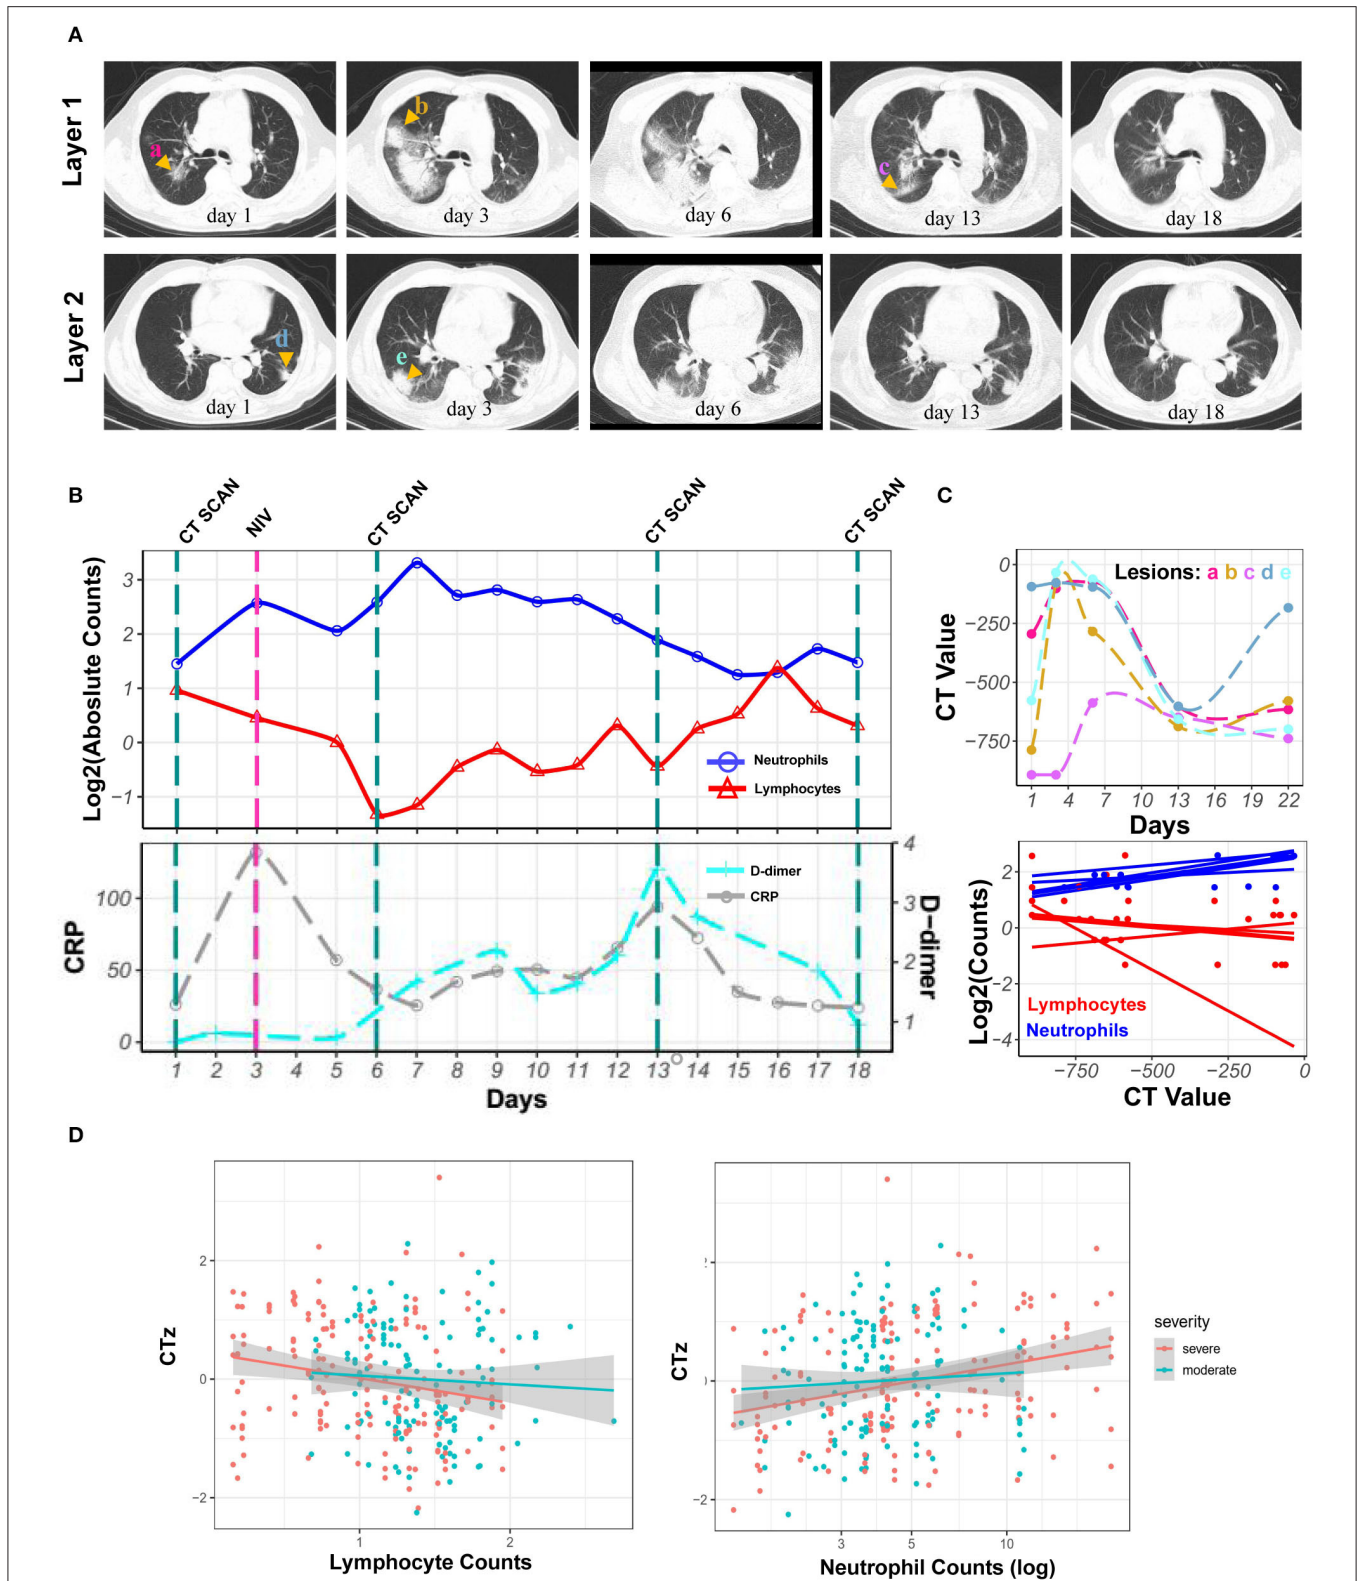 A
Layer 1
a
day 1
b
day 3
day 6
c
day 13
day 18
Layer 2
d
day 1
e
day 3
day 6
day 13
day 18
B
CT SCAN
NIV
CT SCAN
CT SCAN
CT SCAN
Log2(Abosolute Counts)
3
2
1
0
−1
Neutrophils
Lymphocytes
CRP
100
50
0
D-dimer
CRP
4
3
2
1
D−dimer
1 2 3 4 5 6 7 8 9 10 11 12 13 14 15 16 17 18
Days
C
Lesions: a b c d e
CT Value
0
−250
−500
−750
1 4 7 10 13 16 19 22
Days
Log2(Counts)
2
0
−2
−4
Lymphocytes
Neutrophils
−750 −500 −250 0
CT Value
D
CTz
2
0
−2
1 2
Lymphocyte Counts
CTz
−2
3 5 10
Neutrophil Counts (log)
severity
severe
moderate